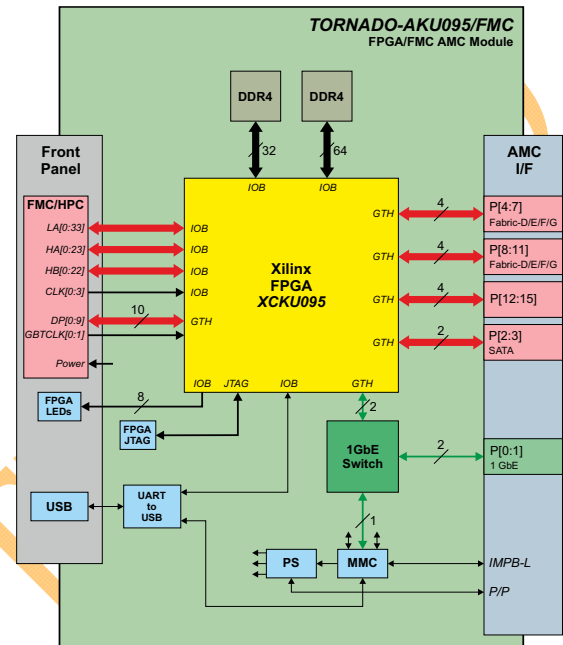 TORNADO-AKU095/FMC
FPGA/FMC AMC Module
DDR4
DDR4
32
64
Front
Panel
AMC
I/F
FMC/HPC
LA[0:33]
HA[0:23]
HB[0:22]
CLK[0:3]
10
DP[0:9]
GBTCLK[0:1]
Power
IOB
IOB
IOB
IOB
IOB
IOB
GTH
Xilinx
FPGA
XCKU095
GTH
GTH
GTH
GTH
4
4
4
2
P[4:7]
Fabric-D/E/F/G
P[8:11]
Fabric-D/E/F/G
P[12:15]
P[2:3]
SATA
IOB
JTAG
IOB
GTH
FPGA
LEDs
8
FPGA
JTAG
2
1GbE
Switch
2
P[0:1]
1 GbE
USB
UART
to
USB
1
PS
MMC
IMPB-L
P/P